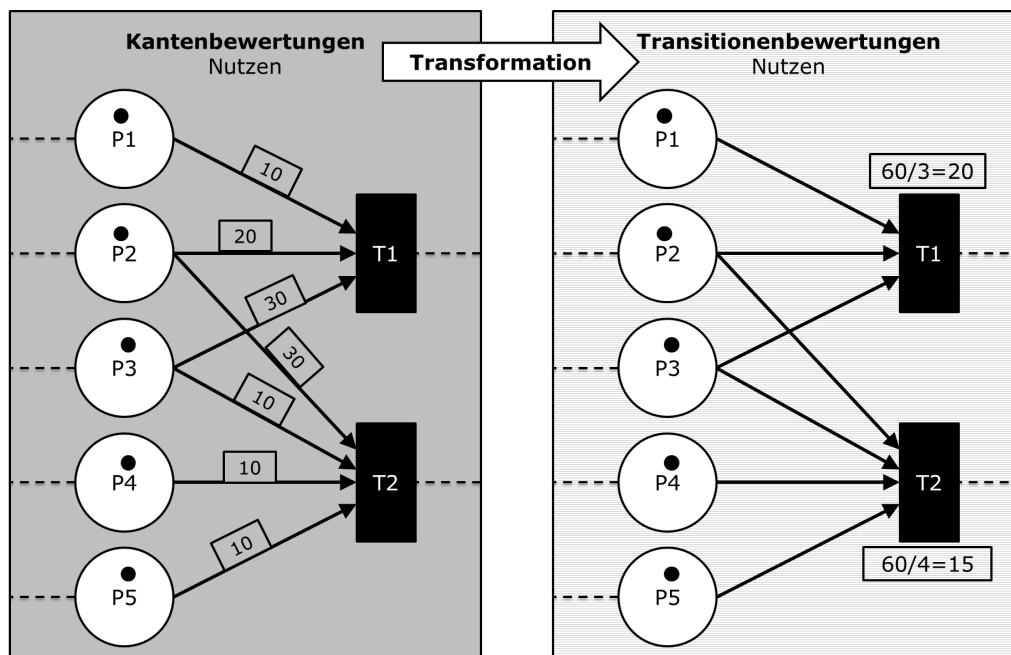 Kantenbewertungen
Nutzen
Transformation
Transitionenbewertungen
Nutzen
P1
10
P2
20
T1
30
P3
30
10
P4
10
T2
10
P5
P1
60/3=20
P2
T1
P3
P4
T2
60/4=15
P5